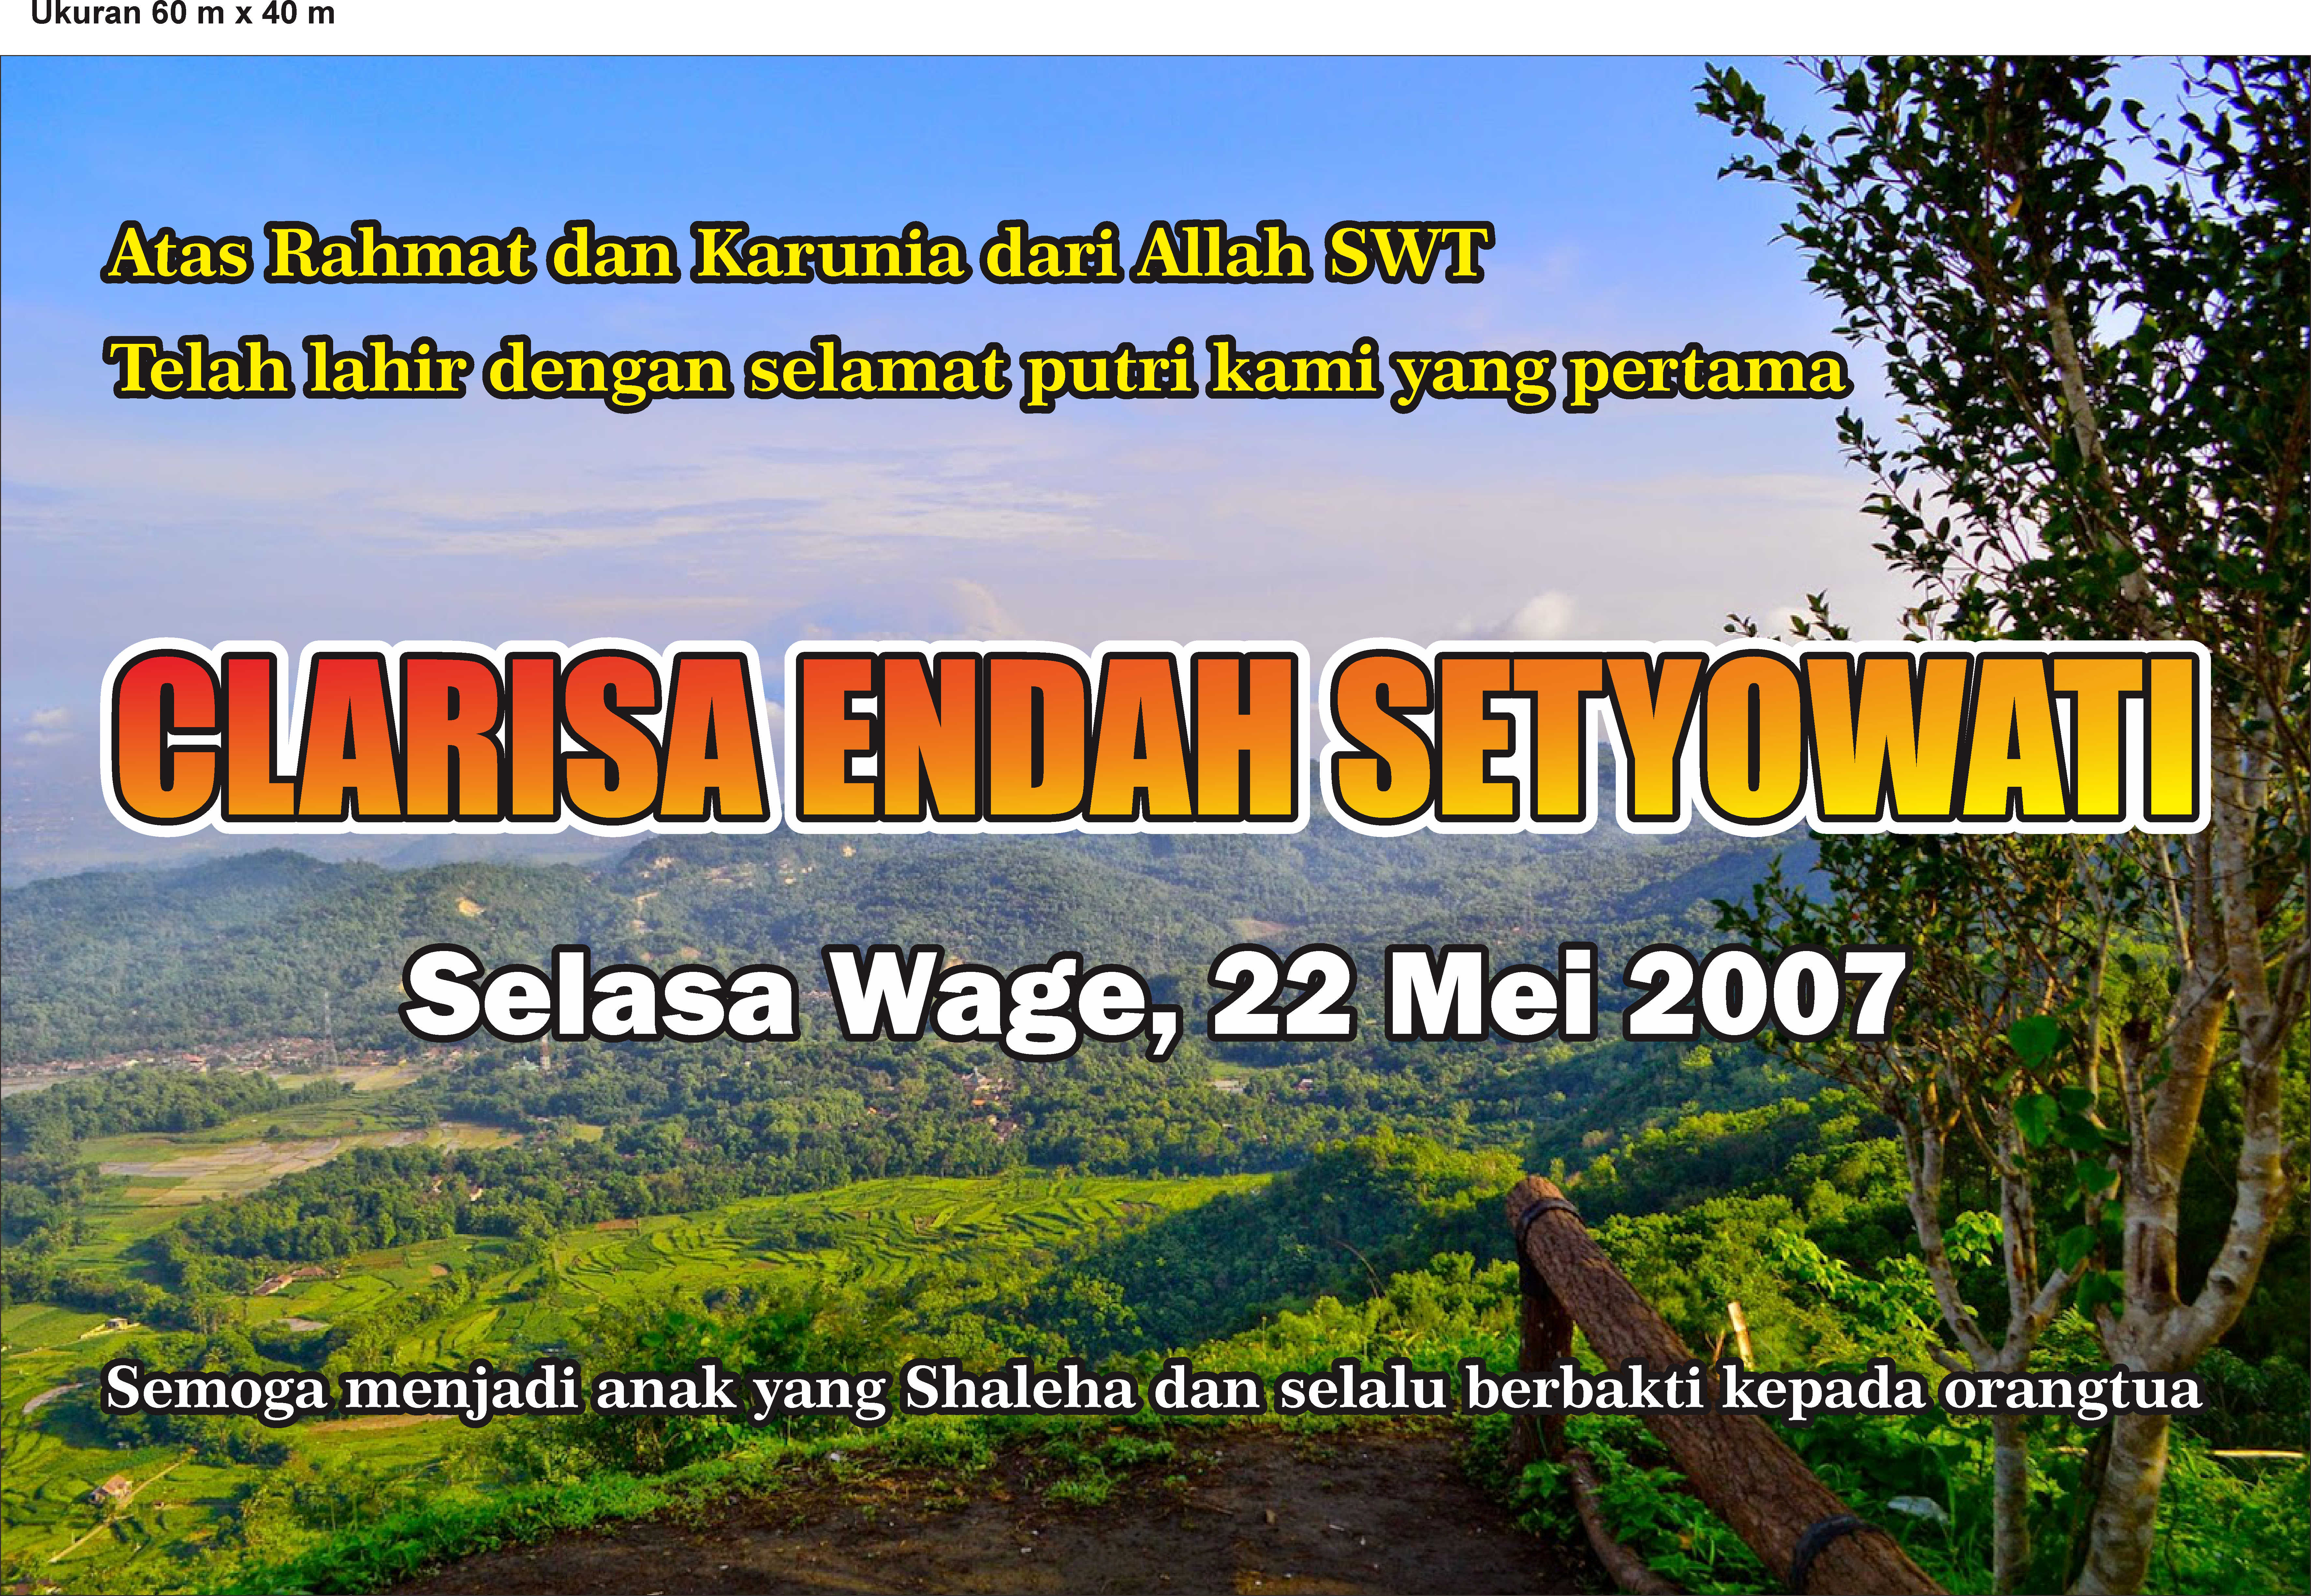 Ukuran 60 m x 40 m
Atas Rahmat dan Karunia dari Allah SWT
Telah lahir dengan selamat putri kami yang pertama
CLARISA ENDAH SETYOWATI
Selasa Wage, 22 Mei 2007
Semoga menjadi anak yang Shaleha dan selalu berbakti kepada orangtua